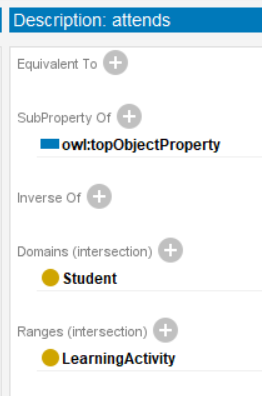 Description: attends
Equivalent To
SubProperty Of
owl:topObjectProperty
Inverse Of
Domains (intersection)
Student
Ranges (intersection)
LearningActivity